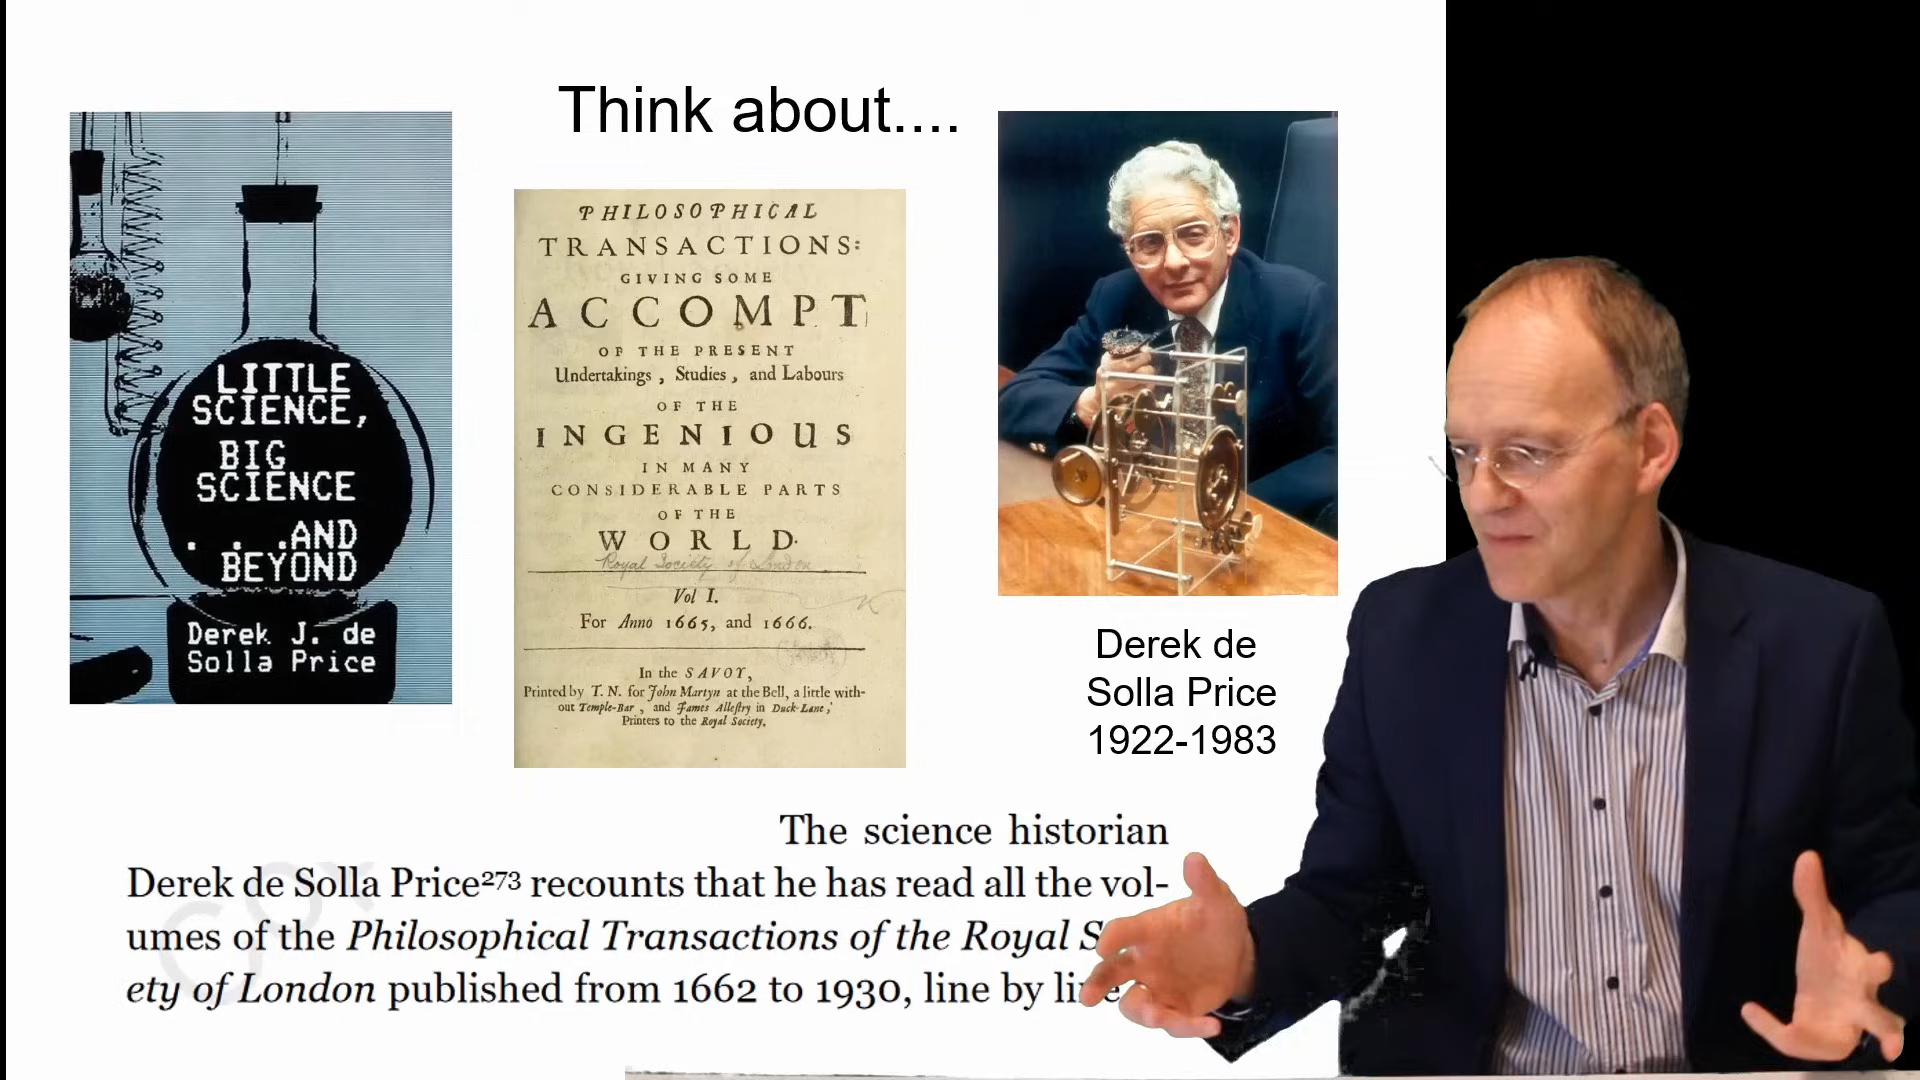 Think about....
LITTLE
SCIENCE,
BIG
SCIENCE
. . .AND
BEYOND
Derek J. de
Solla Price
PHILOSOPHICAL
TRANSACTIONS:
GIVING SOME
ACCOMPT
OF THE PRESENT
Undertakings, Studies, and Labours
OF THE
INGENIOUS
IN MANY
CONSIDERABLE PARTS
OF THE
WORLD.
Royal Society of London
Vol I.
For Anno 1665, and 1666.
In the SAVOY,
Printed by T. N. for John Martyn at the Bell, a little with-
out Temple-Bar, and James Allestry in Duck-Lane,
Printers to the Royal Society.
Derek de
Solla Price
1922-1983
The science historian
Derek de Solla Price273 recounts that he has read all the vol-
umes of the Philosophical Transactions of the Royal S
ety of London published from 1662 to 1930, line by line